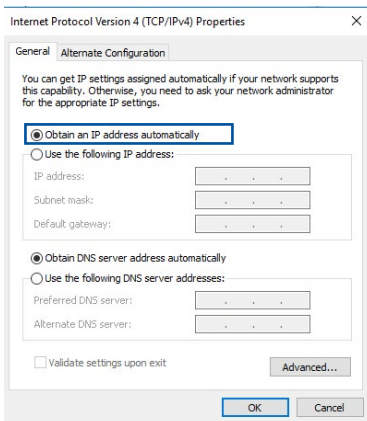 Internet Protocol Version 4 (TCP/IPv4) Properties
General Alternate Configuration
You can get IP settings assigned automatically if your network supports
this capability. Otherwise, you need to ask your network administrator
for the appropriate IP settings.
Obtain an IP address automatically
Use the following IP address:
IP address:
Subnet mask:
Default gateway:
Obtain DNS server address automatically
Use the following DNS server addresses:
Preferred DNS server:
Alternate DNS server:
Validate settings upon exit
Advanced...
OK Cancel